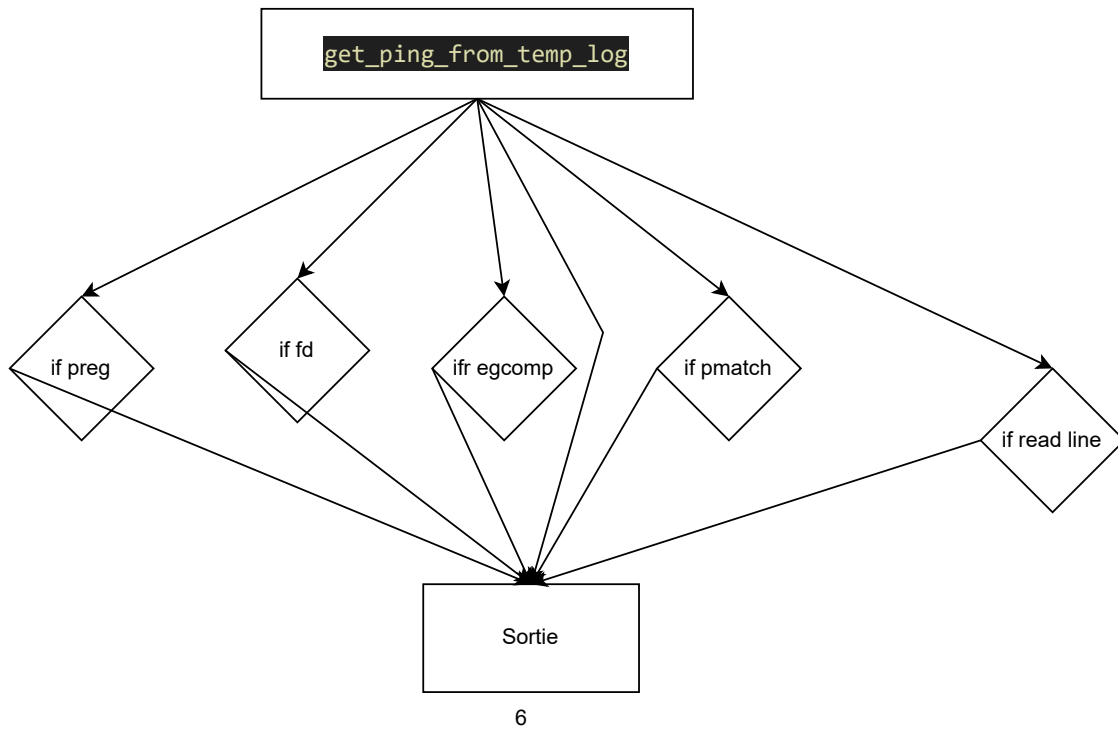 get_ping_from_temp_log
if preg
if fd
ifr egcomp
if pmatch
if read line
Sortie
6